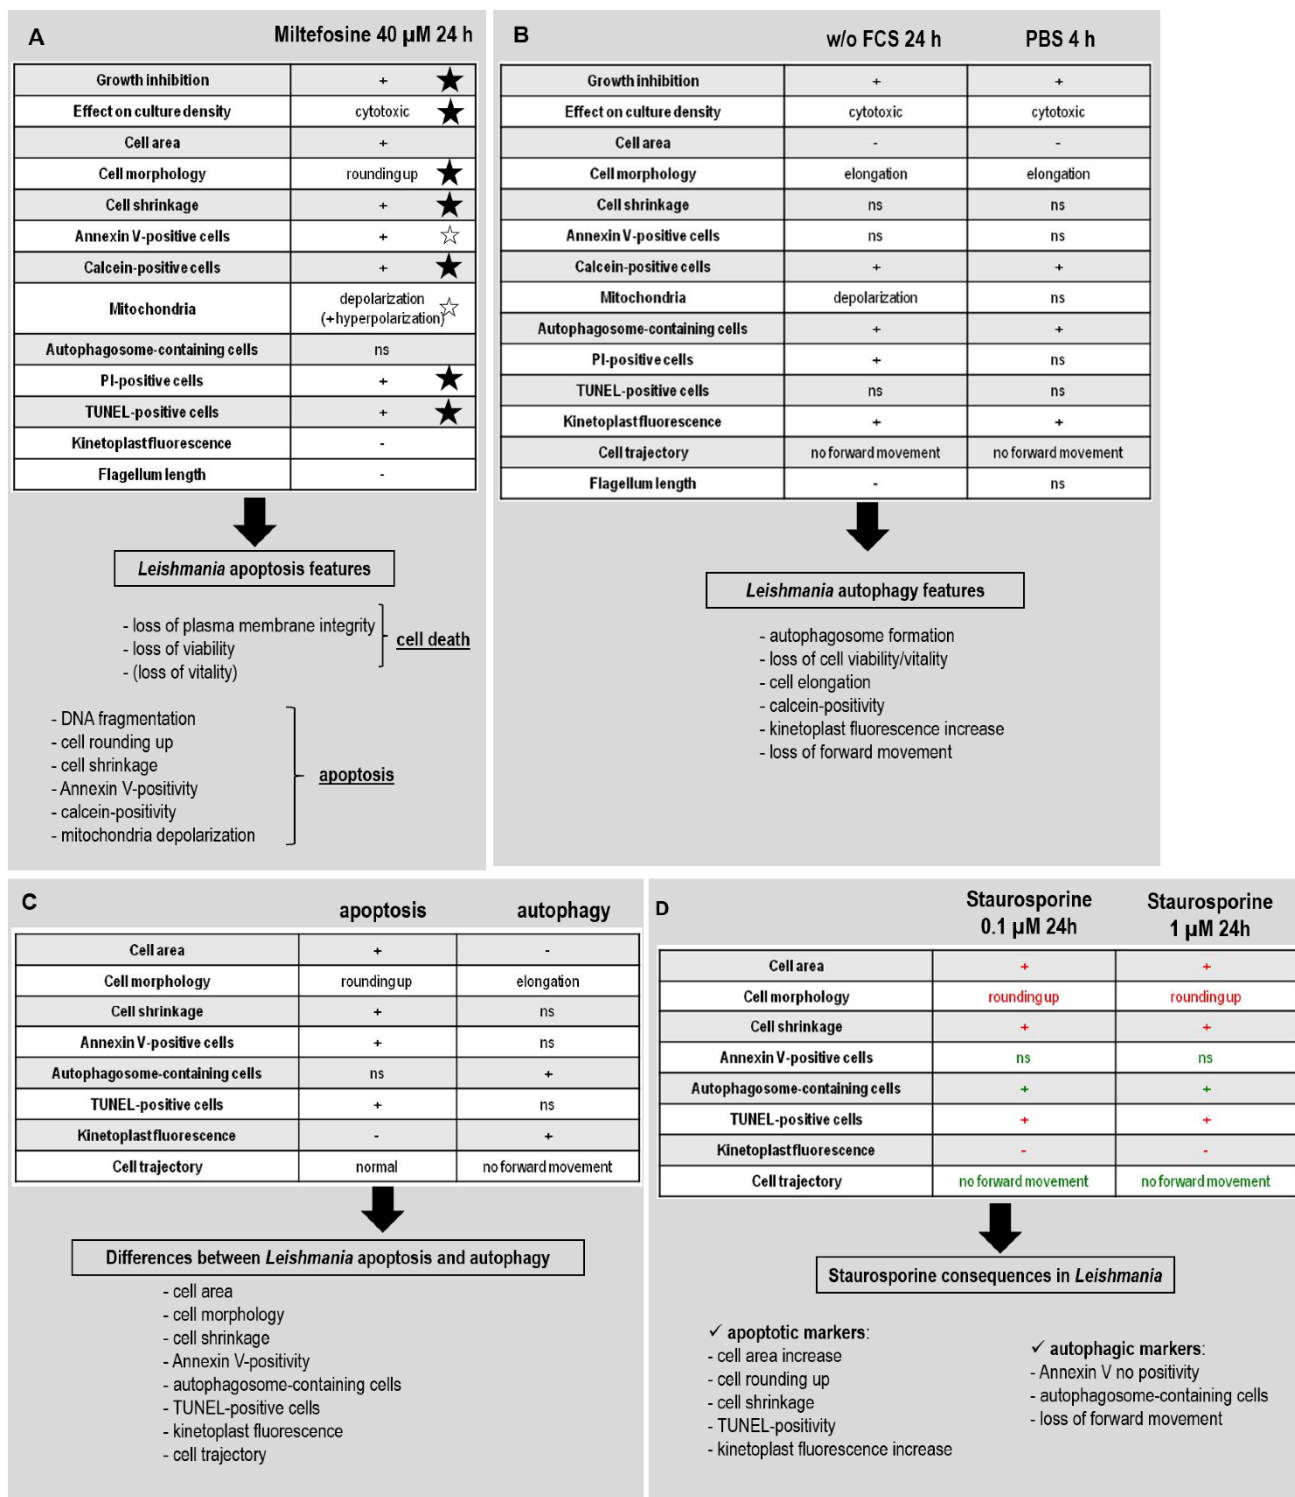 A
Miltefosine 40 µM 24 h
Growth inhibition +
Effect on culture density cytotoxic
Cell area +
Cell morphology rounding up
Cell shrinkage +
Annexin V-positive cells +
Calcein-positive cells +
Mitochondria depolarization
(+hyperpolarization)
Autophagosome-containing cells ns
PI-positive cells +
TUNEL-positive cells +
Kinetoplast fluorescence -
Flagellum length -
Leishmania apoptosis features
- loss of plasma membrane integrity
- loss of viability
- (loss of vitality)
cell death
- DNA fragmentation
- cell rounding up
- cell shrinkage
- Annexin V-positivity
- calcein-positivity
- mitochondria depolarization
apoptosis
B
w/o FCS 24 h PBS 4 h
Growth inhibition + +
Effect on culture density cytotoxic cytotoxic
Cell area - -
Cell morphology elongation elongation
Cell shrinkage ns ns
Annexin V-positive cells ns ns
Calcein-positive cells + +
Mitochondria depolarization ns
Autophagosome-containing cells + +
PI-positive cells + ns
TUNEL-positive cells ns ns
Kinetoplast fluorescence + +
Cell trajectory no forward movement no forward movement
Flagellum length - ns
Leishmania autophagy features
- autophagosome formation
- loss of cell viability/vitality
- cell elongation
- calcein-positivity
- kinetoplast fluorescence increase
- loss of forward movement
C
apoptosis autophagy
Cell area + -
Cell morphology rounding up elongation
Cell shrinkage + ns
Annexin V-positive cells + ns
Autophagosome-containing cells ns +
TUNEL-positive cells + ns
Kinetoplast fluorescence - +
Cell trajectory normal no forward movement
Differences between Leishmania apoptosis and autophagy
- cell area
- cell morphology
- cell shrinkage
- Annexin V-positivity
- autophagosome-containing cells
- TUNEL-positive cells
- kinetoplast fluorescence
- cell trajectory
D
Staurosporine Staurosporine
0.1 µM 24h 1 µM 24h
Cell area + +
Cell morphology rounding up rounding up
Cell shrinkage + +
Annexin V-positive cells ns ns
Autophagosome-containing cells + +
TUNEL-positive cells + +
Kinetoplast fluorescence - -
Cell trajectory no forward movement no forward movement
Staurosporine consequences in Leishmania
✓ apoptotic markers:
- cell area increase
- cell rounding up
- cell shrinkage
- TUNEL-positivity
- kinetoplast fluorescence increase
✓ autophagic markers:
- Annexin V no positivity
- autophagosome-containing cells
- loss of forward movement